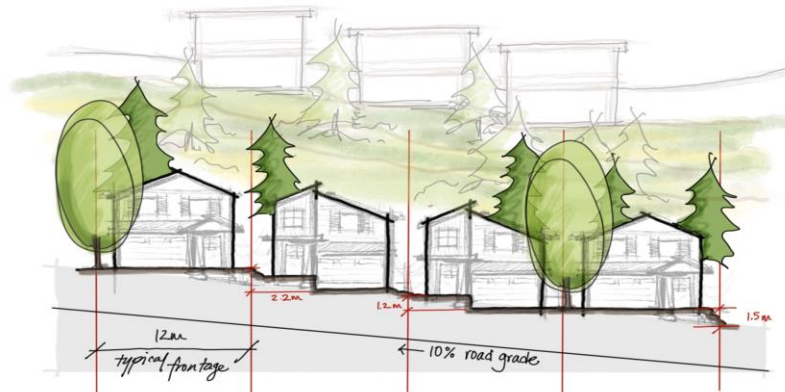 2.2m
1.2m
1.5m
12m
typical frontage
← 10% road grade